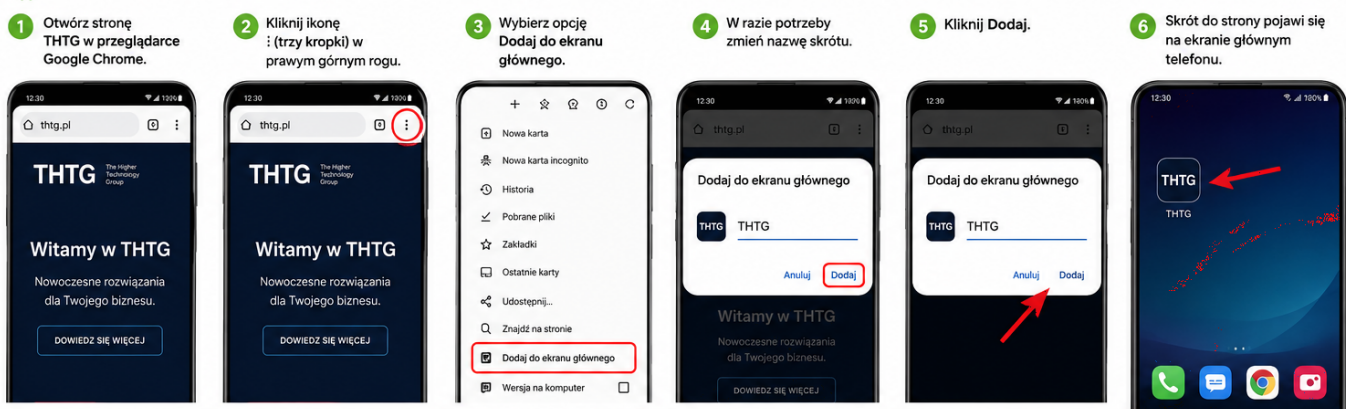 1 Otwórz stronę
THTG w przeglądarce
Google Chrome.
12:30
thtg.pl
THTG The Higher
Technology
Group
Witamy w THTG
Nowoczesne rozwiązania
dla Twojego biznesu.
DOWIEDZ SIĘ WIĘCEJ
2 Kliknij ikonę
⋮ (trzy kropki) w
prawym górnym rogu.
12:30
thtg.pl
THTG The Higher
Technology
Group
Witamy w THTG
Nowoczesne rozwiązania
dla Twojego biznesu.
DOWIEDZ SIĘ WIĘCEJ
3 Wybierz opcję
Dodaj do ekranu
głównego.
Nowa karta
Nowa karta incognito
Historia
Pobrane pliki
Zakładki
Ostatnie karty
Udostępnij...
Znajdź na stronie
Dodaj do ekranu głównego
Wersja na komputer
4 W razie potrzeby
zmień nazwę skrótu.
12:30
thtg.pl
Dodaj do ekranu głównego
THTG THTG
Anuluj Dodaj
Witamy w THTG
Nowoczesne rozwiązania
dla Twojego biznesu.
DOWIEDZ SIĘ WIĘCEJ
5 Kliknij Dodaj.
12:30
thtg.pl
Dodaj do ekranu głównego
THTG THTG
Anuluj Dodaj
6 Skrót do strony pojawi się
na ekranie głównym
telefonu.
12:30 120%
THTG
THTG